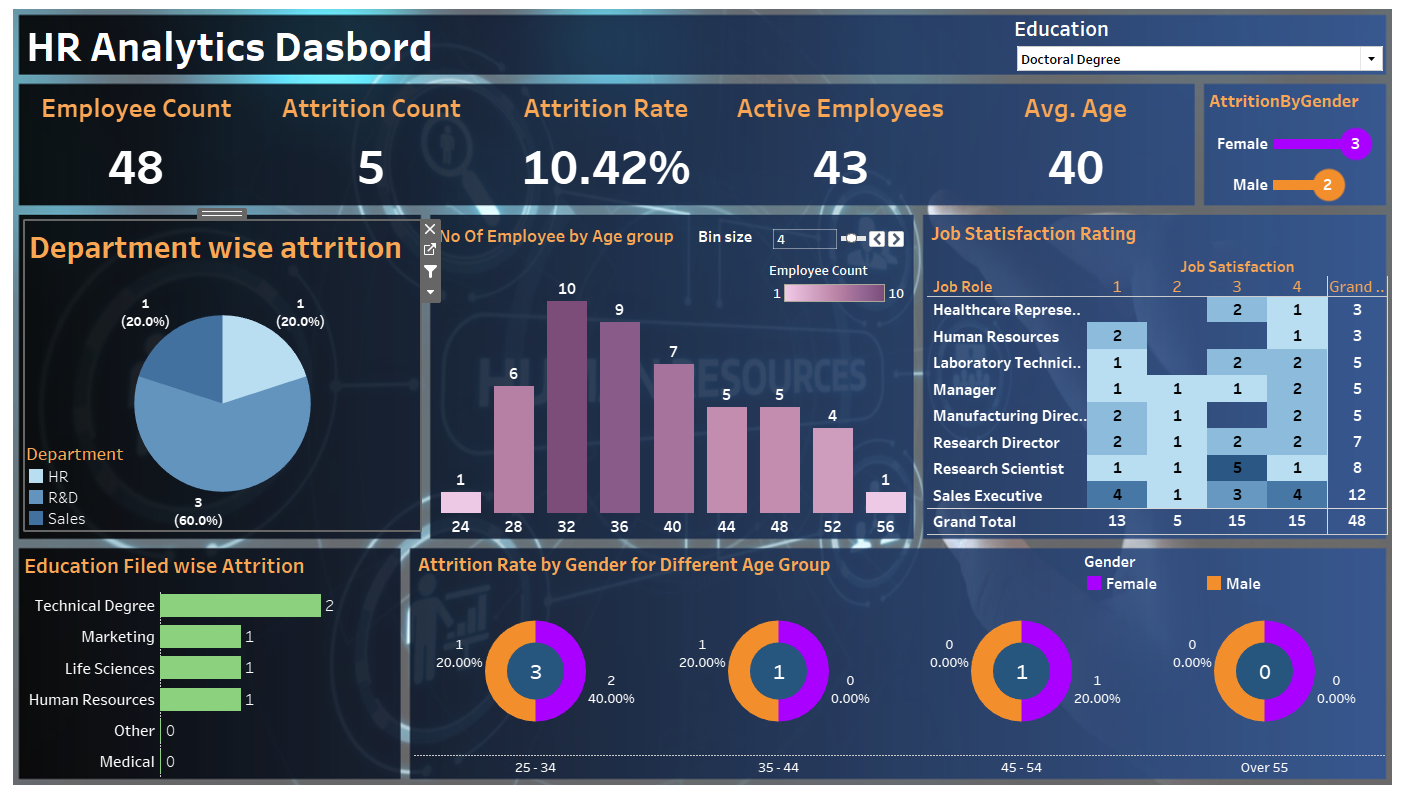 HR Analytics Dasbord
Education
Doctoral Degree
Employee Count
Attrition Count
Attrition Rate
Active Employees
Avg. Age
48
5
10.42%
43
40
AttritionByGender
Female 3
Male 2
Department wise attrition
1
(20.0%)
1
(20.0%)
3
(60.0%)
Department
HR
R&D
Sales
No Of Employee by Age group
Bin size
4
Employee Count
1 10
1 6 10 9 7 5 5 4 1
24 28 32 36 40 44 48 52 56
HUMAN RESOURCES
Job Statisfaction Rating
Job Satisfaction
Job Role 1 2 3 4 Grand ..
Healthcare Represe.. 2 1 3
Human Resources 2 1 3
Laboratory Technici.. 1 2 2 5
Manager 1 1 1 2 5
Manufacturing Direc.. 2 1 2 5
Research Director 2 1 2 2 7
Research Scientist 1 1 5 1 8
Sales Executive 4 1 3 4 12
Grand Total 13 5 15 15 48
Education Filed wise Attrition
Technical Degree 2
Marketing 1
Life Sciences 1
Human Resources 1
Other 0
Medical 0
Attrition Rate by Gender for Different Age Group
Gender
Female
Male
1
20.00%
3
2
40.00%
1
20.00%
1
0
0.00%
0
0.00%
1
1
20.00%
0
0.00%
0
0
0.00%
25 - 34
35 - 44
45 - 54
Over 55